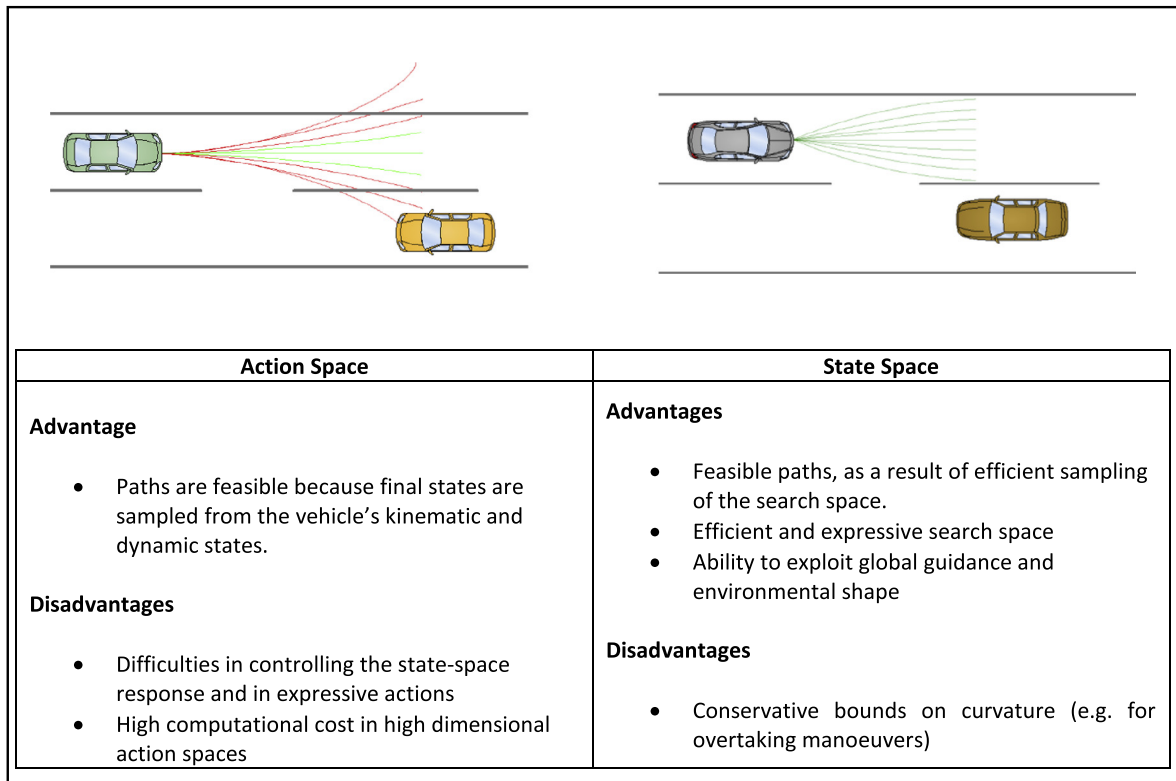 Action Space
State Space
Advantage
• Paths are feasible because final states are
sampled from the vehicle’s kinematic and
dynamic states.
Disadvantages
• Difficulties in controlling the state-space
response and in expressive actions
• High computational cost in high dimensional
action spaces
Advantages
• Feasible paths, as a result of efficient sampling
of the search space.
• Efficient and expressive search space
• Ability to exploit global guidance and
environmental shape
Disadvantages
• Conservative bounds on curvature (e.g. for
overtaking manoeuvers)